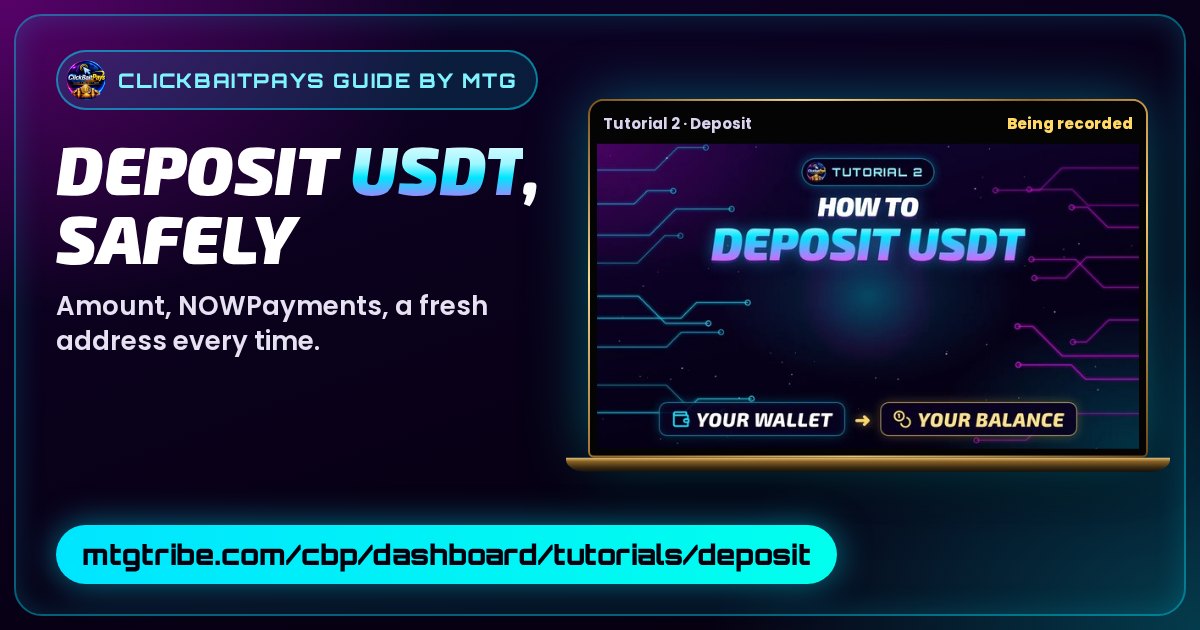 ClickBaitPays
CLICKBAITPAYS GUIDE BY MTG
DEPOSIT USDT,
SAFELY
Amount, NOWPayments, a fresh
address every time.
Tutorial 2 · Deposit
Being recorded
TUTORIAL 2
HOW TO
DEPOSIT USDT
YOUR WALLET ➜ YOUR BALANCE
mtgtribe.com/cbp/dashboard/tutorials/deposit